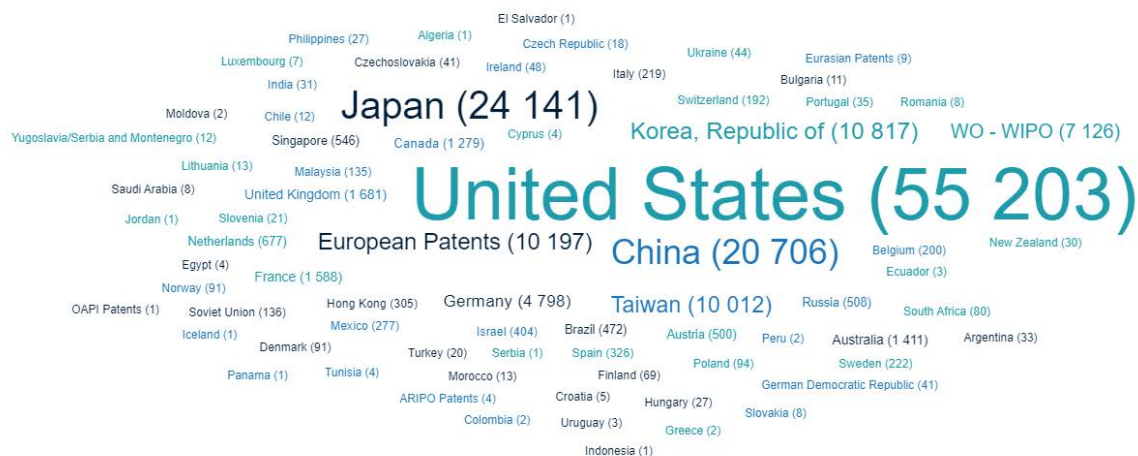 El Salvador (1)
Philippines (27)
Algeria (1)
Czech Republic (18)
Ukraine (44)
Eurasian Patents (9)
Luxembourg (7)
Czechoslovakia (41)
Ireland (48)
Italy (219)
Bulgaria (11)
India (31)
Japan (24 141)
Switzerland (192)
Portugal (35)
Romania (8)
Moldova (2)
Chile (12)
Yugoslavia/Serbia and Montenegro (12)
Singapore (546)
Canada (1 279)
Cyprus (4)
Korea, Republic of (10 817)
WO - WIPO (7 126)
Lithuania (13)
Malaysia (135)
United States (55 203)
Saudi Arabia (8)
United Kingdom (1 681)
Jordan (1)
Slovenia (21)
Netherlands (677)
European Patents (10 197)
China (20 706)
Belgium (200)
New Zealand (30)
Egypt (4)
France (1 588)
Ecuador (3)
Norway (91)
OAPI Patents (1)
Soviet Union (136)
Hong Kong (305)
Germany (4 798)
Taiwan (10 012)
Russia (508)
South Africa (80)
Iceland (1)
Mexico (277)
Israel (404)
Brazil (472)
Austria (500)
Peru (2)
Australia (1 411)
Argentina (33)
Denmark (91)
Turkey (20)
Serbia (1)
Spain (326)
Poland (94)
Sweden (222)
Panama (1)
Tunisia (4)
Morocco (13)
Finland (69)
German Democratic Republic (41)
ARIPO Patents (4)
Croatia (5)
Hungary (27)
Slovakia (8)
Colombia (2)
Uruguay (3)
Greece (2)
Indonesia (1)